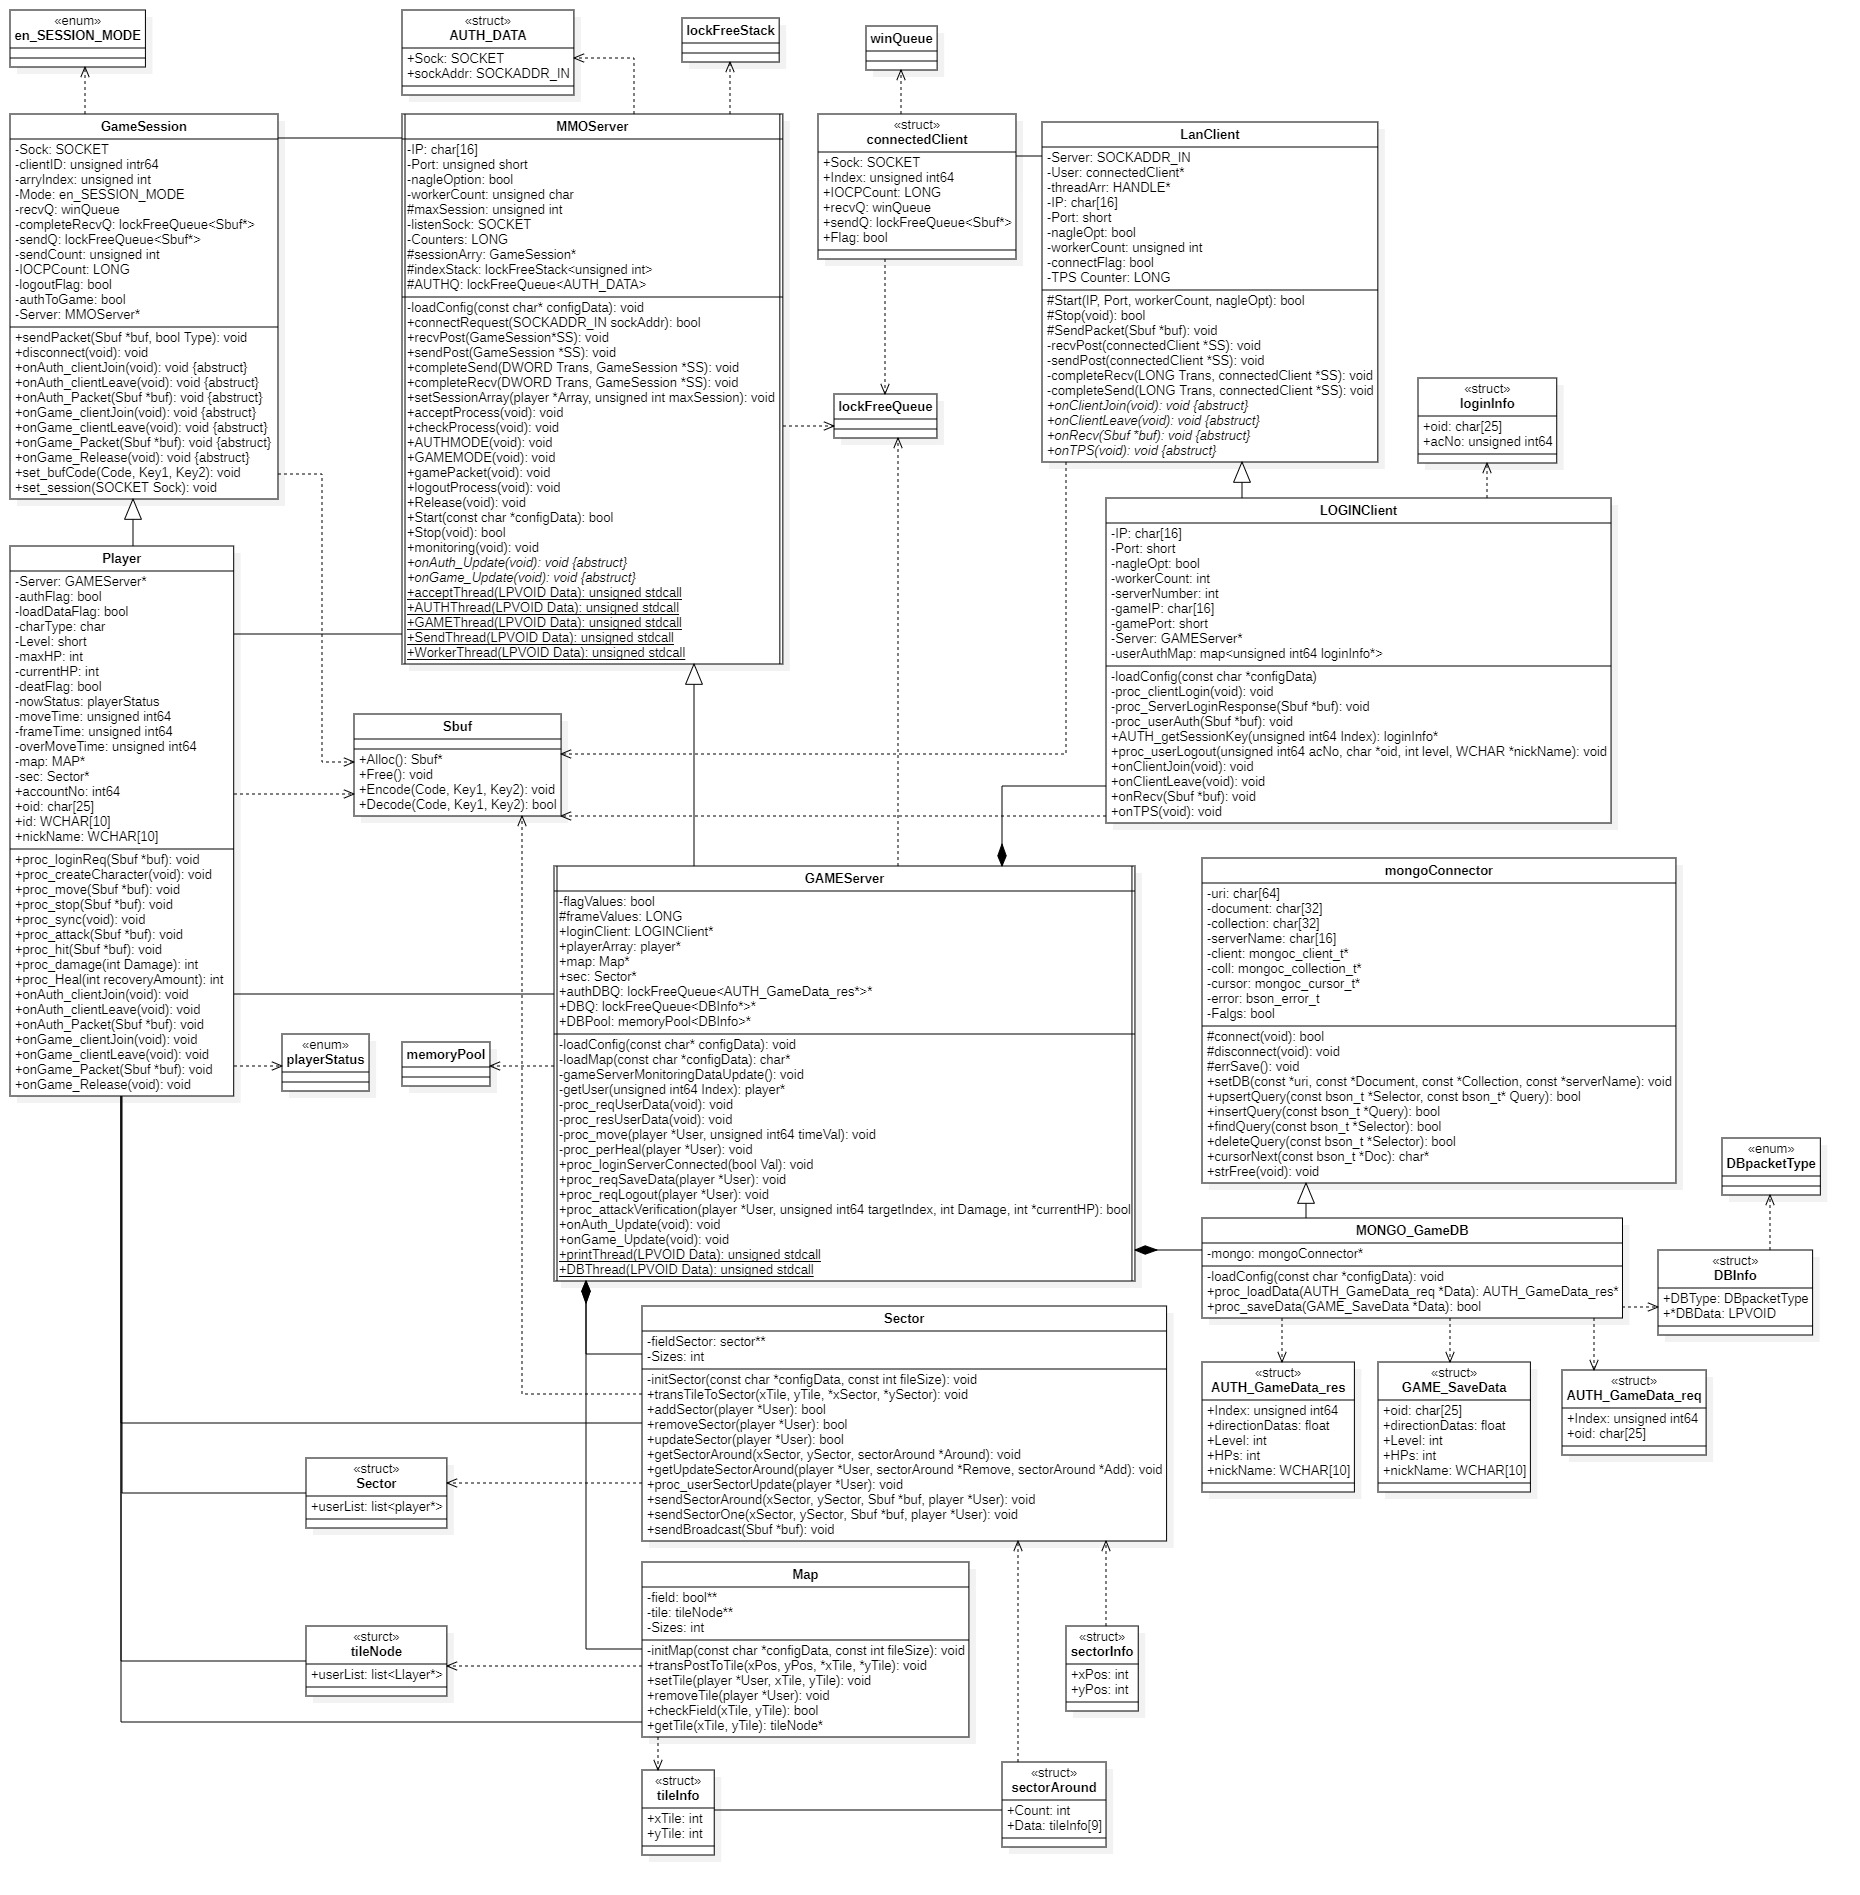 «enum»
en_SESSION_MODE
«struct»
AUTH_DATA
+Sock: SOCKET
+sockAddr: SOCKADDR_IN
lockFreeStack
winQueue
GameSession
-Sock: SOCKET
-clientID: unsigned intr64
-arryIndex: unsigned int
-Mode: en_SESSION_MODE
-recvQ: winQueue
-completeRecvQ: lockFreeQueue<Sbuf*>
-sendQ: lockFreeQueue<Sbuf*>
-sendCount: unsigned int
-IOCPCount: LONG
-logoutFlag: bool
-authToGame: bool
-Server: MMOServer*
+sendPacket(Sbuf *buf, bool Type): void
+disconnect(void): void
+onAuth_clientJoin(void): void {abstruct}
+onAuth_clientLeave(void): void {abstruct}
+onAuth_Packet(Sbuf *buf): void {abstruct}
+onGame_clientJoin(void): void {abstruct}
+onGame_clientLeave(void): void {abstruct}
+onGame_Packet(Sbuf *buf): void {abstruct}
+onGame_Release(void): void {abstruct}
+set_bufCode(Code, Key1, Key2): void
+set_session(SOCKET Sock): void
MMOServer
-IP: char[16]
-Port: unsigned short
-nagleOption: bool
-workerCount: unsigned char
#maxSession: unsigned int
-listenSock: SOCKET
-Counters: LONG
#sessionArry: GameSession*
#indexStack: lockFreeStack<unsigned int>
#AUTHQ: lockFreeQueue<AUTH_DATA>
-loadConfig(const char* configData): void
+connectRequest(SOCKADDR_IN sockAddr): bool
+recvPost(GameSession*SS): void
+sendPost(GameSession *SS): void
+completeSend(DWORD Trans, GameSession *SS): void
+completeRecv(DWORD Trans, GameSession *SS): void
+setSessionArray(player *Array, unsigned int maxSession): void
+acceptProcess(void): void
+checkProcess(void): void
+AUTHMODE(void): void
+GAMEMODE(void): void
+gamePacket(void): void
+logoutProcess(void): void
+Release(void): void
+Start(const char *configData): bool
+Stop(void): bool
+monitoring(void): void
+onAuth_Update(void): void {abstruct}
+onGame_Update(void): void {abstruct}
+acceptThread(LPVOID Data): unsigned stdcall
+AUTHThread(LPVOID Data): unsigned stdcall
+GAMEThread(LPVOID Data): unsigned stdcall
+SendThread(LPVOID Data): unsigned stdcall
+WorkerThread(LPVOID Data): unsigned stdcall
«struct»
connectedClient
+Sock: SOCKET
+Index: unsigned int64
+IOCPCount: LONG
+recvQ: winQueue
+sendQ: lockFreeQueue<Sbuf*>
+Flag: bool
LanClient
-Server: SOCKADDR_IN
-User: connectedClient*
-threadArr: HANDLE*
-IP: char[16]
-Port: short
-nagleOpt: bool
-workerCount: unsigned int
-connectFlag: bool
-TPS Counter: LONG
#Start(IP, Port, workerCount, nagleOpt): bool
#Stop(void): bool
#SendPacket(Sbuf *buf): void
-recvPost(connectedClient *SS): void
-sendPost(connectedClient *SS): void
-completeRecv(LONG Trans, connectedClient *SS): void
-completeSend(LONG Trans, connectedClient *SS): void
+onClientJoin(void): void {abstruct}
+onClientLeave(void): void {abstruct}
+onRecv(Sbuf *buf): void {abstruct}
+onTPS(void): void {abstruct}
lockFreeQueue
«struct»
loginInfo
+oid: char[25]
+acNo: unsigned int64
LOGINClient
-IP: char[16]
-Port: short
-nagleOpt: bool
-workerCount: int
-serverNumber: int
-gameIP: char[16]
-gamePort: short
-Server: GAMEServer*
-userAuthMap: map<unsigned int64 loginInfo*>
-loadConfig(const char *configData)
-proc_clientLogin(void): void
-proc_ServerLoginResponse(Sbuf *buf): void
-proc_userAuth(Sbuf *buf): void
+AUTH_getSessionKey(unsigned int64 Index): loginInfo*
+proc_userLogout(unsigned int64 acNo, char *oid, int level, WCHAR *nickName): void
+onClientJoin(void): void
+onClientLeave(void): void
+onRecv(Sbuf *buf): void
+onTPS(void): void
Player
-Server: GAMEServer*
-authFlag: bool
-loadDataFlag: bool
-charType: char
-Level: short
-maxHP: int
-currentHP: int
-deatFlag: bool
-nowStatus: playerStatus
-moveTime: unsigned int64
-frameTime: unsigned int64
-overMoveTime: unsigned int64
-map: MAP*
-sec: Sector*
+accountNo: int64
+oid: char[25]
+id: WCHAR[10]
+nickName: WCHAR[10]
+proc_loginReq(Sbuf *buf): void
+proc_createCharacter(void): void
+proc_move(Sbuf *buf): void
+proc_stop(Sbuf *buf): void
+proc_sync(void): void
+proc_attack(Sbuf *buf): void
+proc_hit(Sbuf *buf): void
+proc_damage(int Damage): int
+proc_Heal(int recoveryAmount): int
+onAuth_clientJoin(void): void
+onAuth_clientLeave(void): void
+onAuth_Packet(Sbuf *buf): void
+onGame_clientJoin(void): void
+onGame_clientLeave(void): void
+onGame_Packet(Sbuf *buf): void
+onGame_Release(void): void
Sbuf
+Alloc(): Sbuf*
+Free(): void
+Encode(Code, Key1, Key2): void
+Decode(Code, Key1, Key2): bool
GAMEServer
-flagValues: bool
#frameValues: LONG
+loginClient: LOGINClient*
+playerArray: player*
+map: Map*
+sec: Sector*
+authDBQ: lockFreeQueue<AUTH_GameData_res*>*
+DBQ: lockFreeQueue<DBInfo*>*
+DBPool: memoryPool<DBInfo>*
-loadConfig(const char* configData): void
-loadMap(const char *configData): char*
-gameServerMonitoringDataUpdate(): void
-getUser(unsigned int64 Index): player*
-proc_reqUserData(void): void
-proc_resUserData(void): void
-proc_move(player *User, unsigned int64 timeVal): void
-proc_perHeal(player *User): void
+proc_loginServerConnected(bool Val): void
+proc_reqSaveData(player *User): void
+proc_reqLogout(player *User): void
+proc_attackVerification(player *User, unsigned int64 targetIndex, int Damage, int *currentHP): bool
+onAuth_Update(void): void
+onGame_Update(void): void
+printThread(LPVOID Data): unsigned stdcall
+DBThread(LPVOID Data): unsigned stdcall
mongoConnector
-uri: char[64]
-document: char[32]
-collection: char[32]
-serverName: char[16]
-client: mongoc_client_t*
-coll: mongoc_collection_t*
-cursor: mongoc_cursor_t*
-error: bson_error_t
-Falgs: bool
#connect(void): bool
#disconnect(void): void
#errSave(): void
+setDB(const *uri, const *Document, const *Collection, const *serverName): void
+upsertQuery(const bson_t *Selector, const bson_t* Query): bool
+insertQuery(const bson_t *Query): bool
+findQuery(const bson_t *Selector): bool
+deleteQuery(const bson_t *Selector): bool
+cursorNext(const bson_t *Doc): char*
+strFree(void): void
«enum»
playerStatus
memoryPool
«enum»
DBpacketType
MONGO_GameDB
-mongo: mongoConnector*
-loadConfig(const char *configData): void
+proc_loadData(AUTH_GameData_req *Data): AUTH_GameData_res*
+proc_saveData(GAME_SaveData *Data): bool
«struct»
DBInfo
+DBType: DBpacketType
+*DBData: LPVOID
Sector
-fieldSector: sector**
-Sizes: int
-initSector(const char *configData, const int fileSize): void
+transTileToSector(xTile, yTile, *xSector, *ySector): void
+addSector(player *User): bool
+removeSector(player *User): bool
+updateSector(player *User): bool
+getSectorAround(xSector, ySector, sectorAround *Around): void
+getUpdateSectorAround(player *User, sectorAround *Remove, sectorAround *Add): void
+proc_userSectorUpdate(player *User): void
+sendSectorAround(xSector, ySector, Sbuf *buf, player *User): void
+sendSectorOne(xSector, ySector, Sbuf *buf, player *User): void
+sendBroadcast(Sbuf *buf): void
«struct»
AUTH_GameData_res
+Index: unsigned int64
+directionDatas: float
+Level: int
+HPs: int
+nickName: WCHAR[10]
«struct»
GAME_SaveData
+oid: char[25]
+directionDatas: float
+Level: int
+HPs: int
+nickName: WCHAR[10]
«struct»
AUTH_GameData_req
+Index: unsigned int64
+oid: char[25]
«struct»
Sector
+userList: list<player*>
Map
-field: bool**
-tile: tileNode**
-Sizes: int
-initMap(const char *configData, const int fileSize): void
+transPostToTile(xPos, yPos, *xTile, *yTile): void
+setTile(player *User, xTile, yTile): void
+removeTile(player *User): void
+checkField(xTile, yTile): bool
+getTile(xTile, yTile): tileNode*
«sturct»
tileNode
+userList: list<Llayer*>
«struct»
sectorInfo
+xPos: int
+yPos: int
«struct»
tileInfo
+xTile: int
+yTile: int
«struct»
sectorAround
+Count: int
+Data: tileInfo[9]